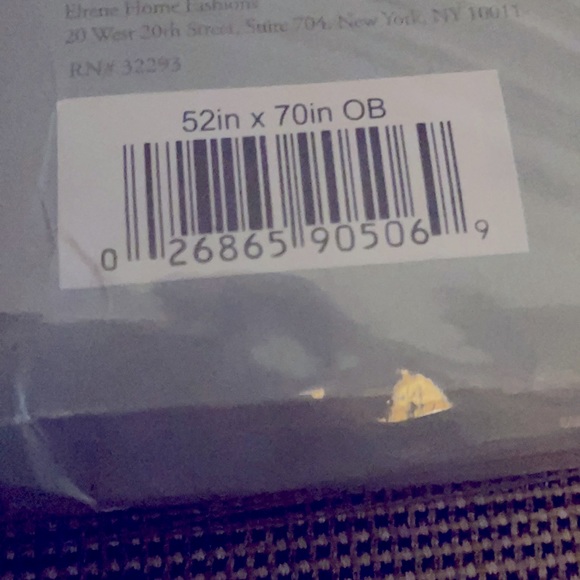 Elrene Home Fashions
20 West 20th Street, Suite 704, New York, NY 10011
RN# 32293
52in x 70in OB
0 26865 90506 9